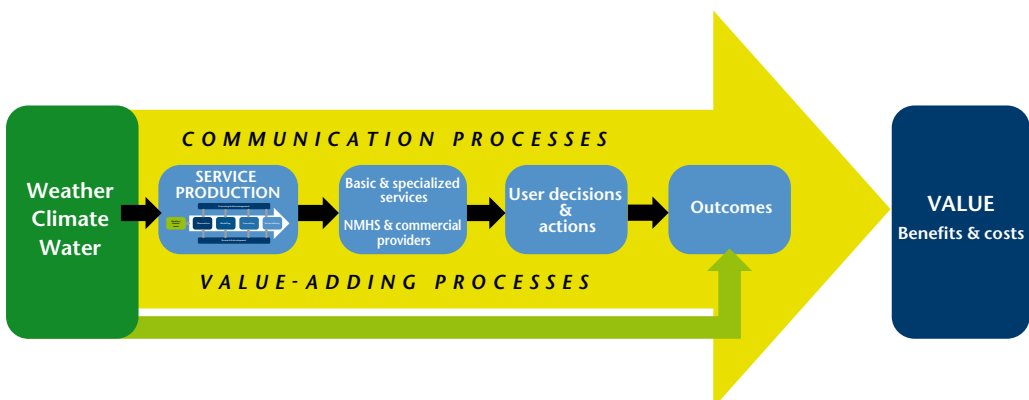 COMMUNICATION PROCESSES
Weather
Climate
Water
SERVICE
PRODUCTION
Basic & specialized
services
NMHS & commercial
providers
User decisions
&
actions
Outcomes
VALUE
Benefits & costs
VALUE-ADDING PROCESSES